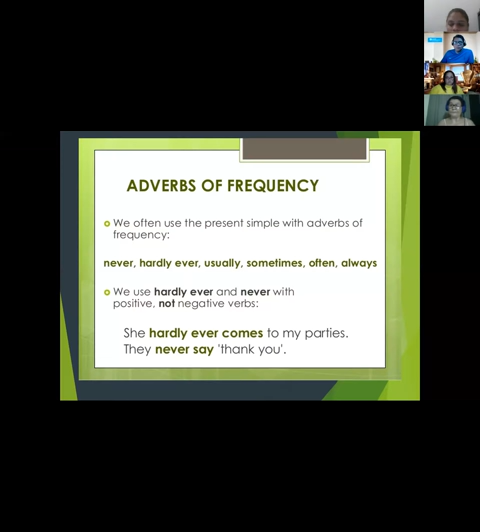 ADVERBS OF FREQUENCY
We often use the present simple with adverbs of
frequency:
never, hardly ever, usually, sometimes, often, always
We use hardly ever and never with
positive, not negative verbs:
She hardly ever comes to my parties.
They never say 'thank you'.